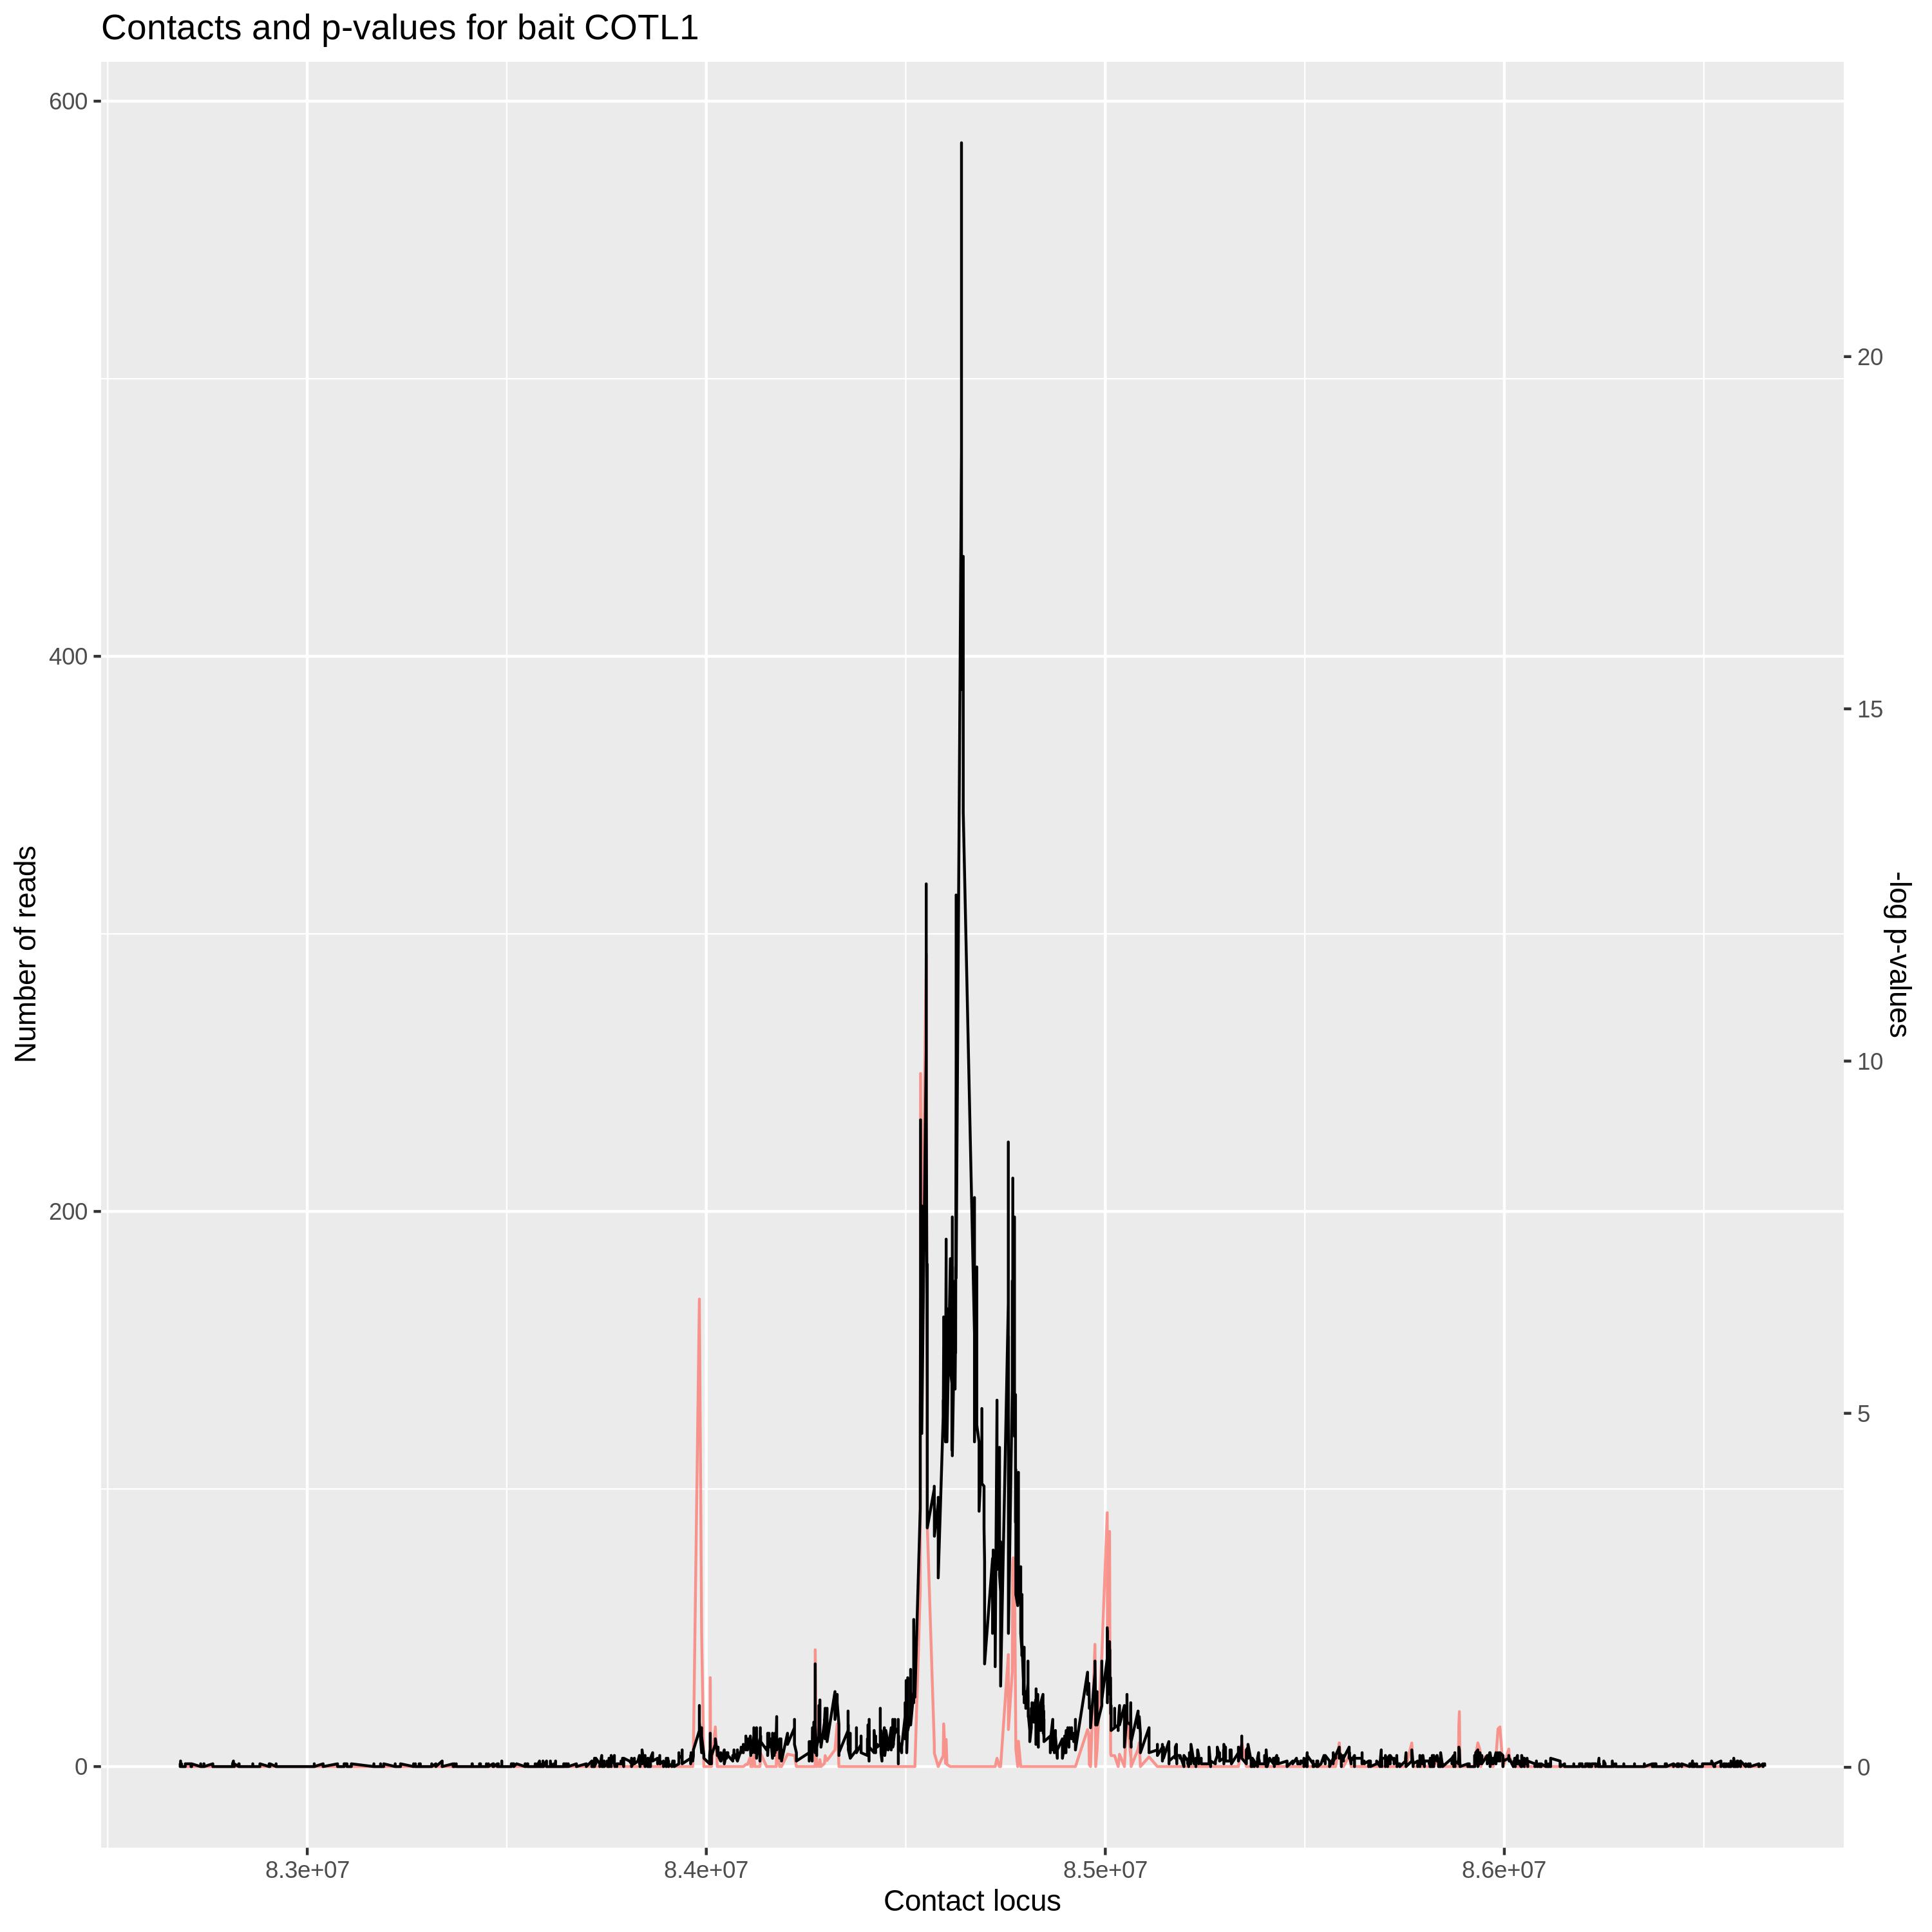 Contacts and p-values for bait COTL1
600
400
200
0
Number of reads
20
15
10
5
0
-log p-values
8.3e+07
8.4e+07
8.5e+07
8.6e+07
Contact locus